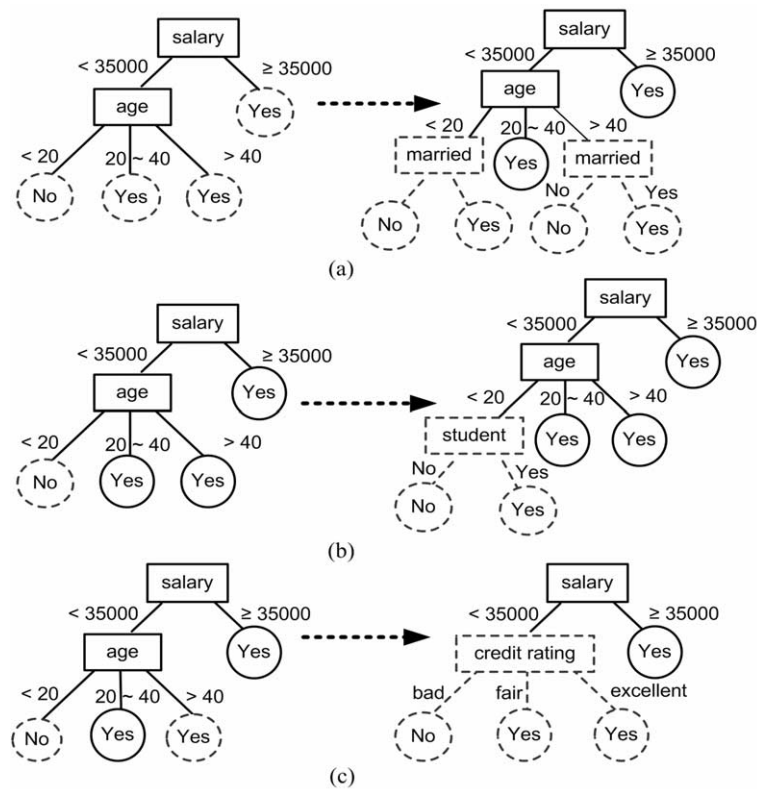 salary
salary
< 35000
≥ 35000
< 35000
≥ 35000
age
Yes
age
Yes
< 20
20 ~ 40
> 40
< 20
20 ~ 40
> 40
married
Yes
married
No
Yes
Yes
No
Yes
No
Yes
No
Yes
(a)
salary
salary
< 35000
≥ 35000
< 35000
≥ 35000
age
Yes
age
Yes
< 20
20 ~ 40
> 40
< 20
20 ~ 40
> 40
No
Yes
Yes
student
Yes
Yes
No
Yes
No
Yes
(b)
salary
salary
< 35000
≥ 35000
< 35000
≥ 35000
age
Yes
credit rating
Yes
< 20
20 ~ 40
> 40
bad
fair
excellent
No
Yes
Yes
No
Yes
Yes
(c)